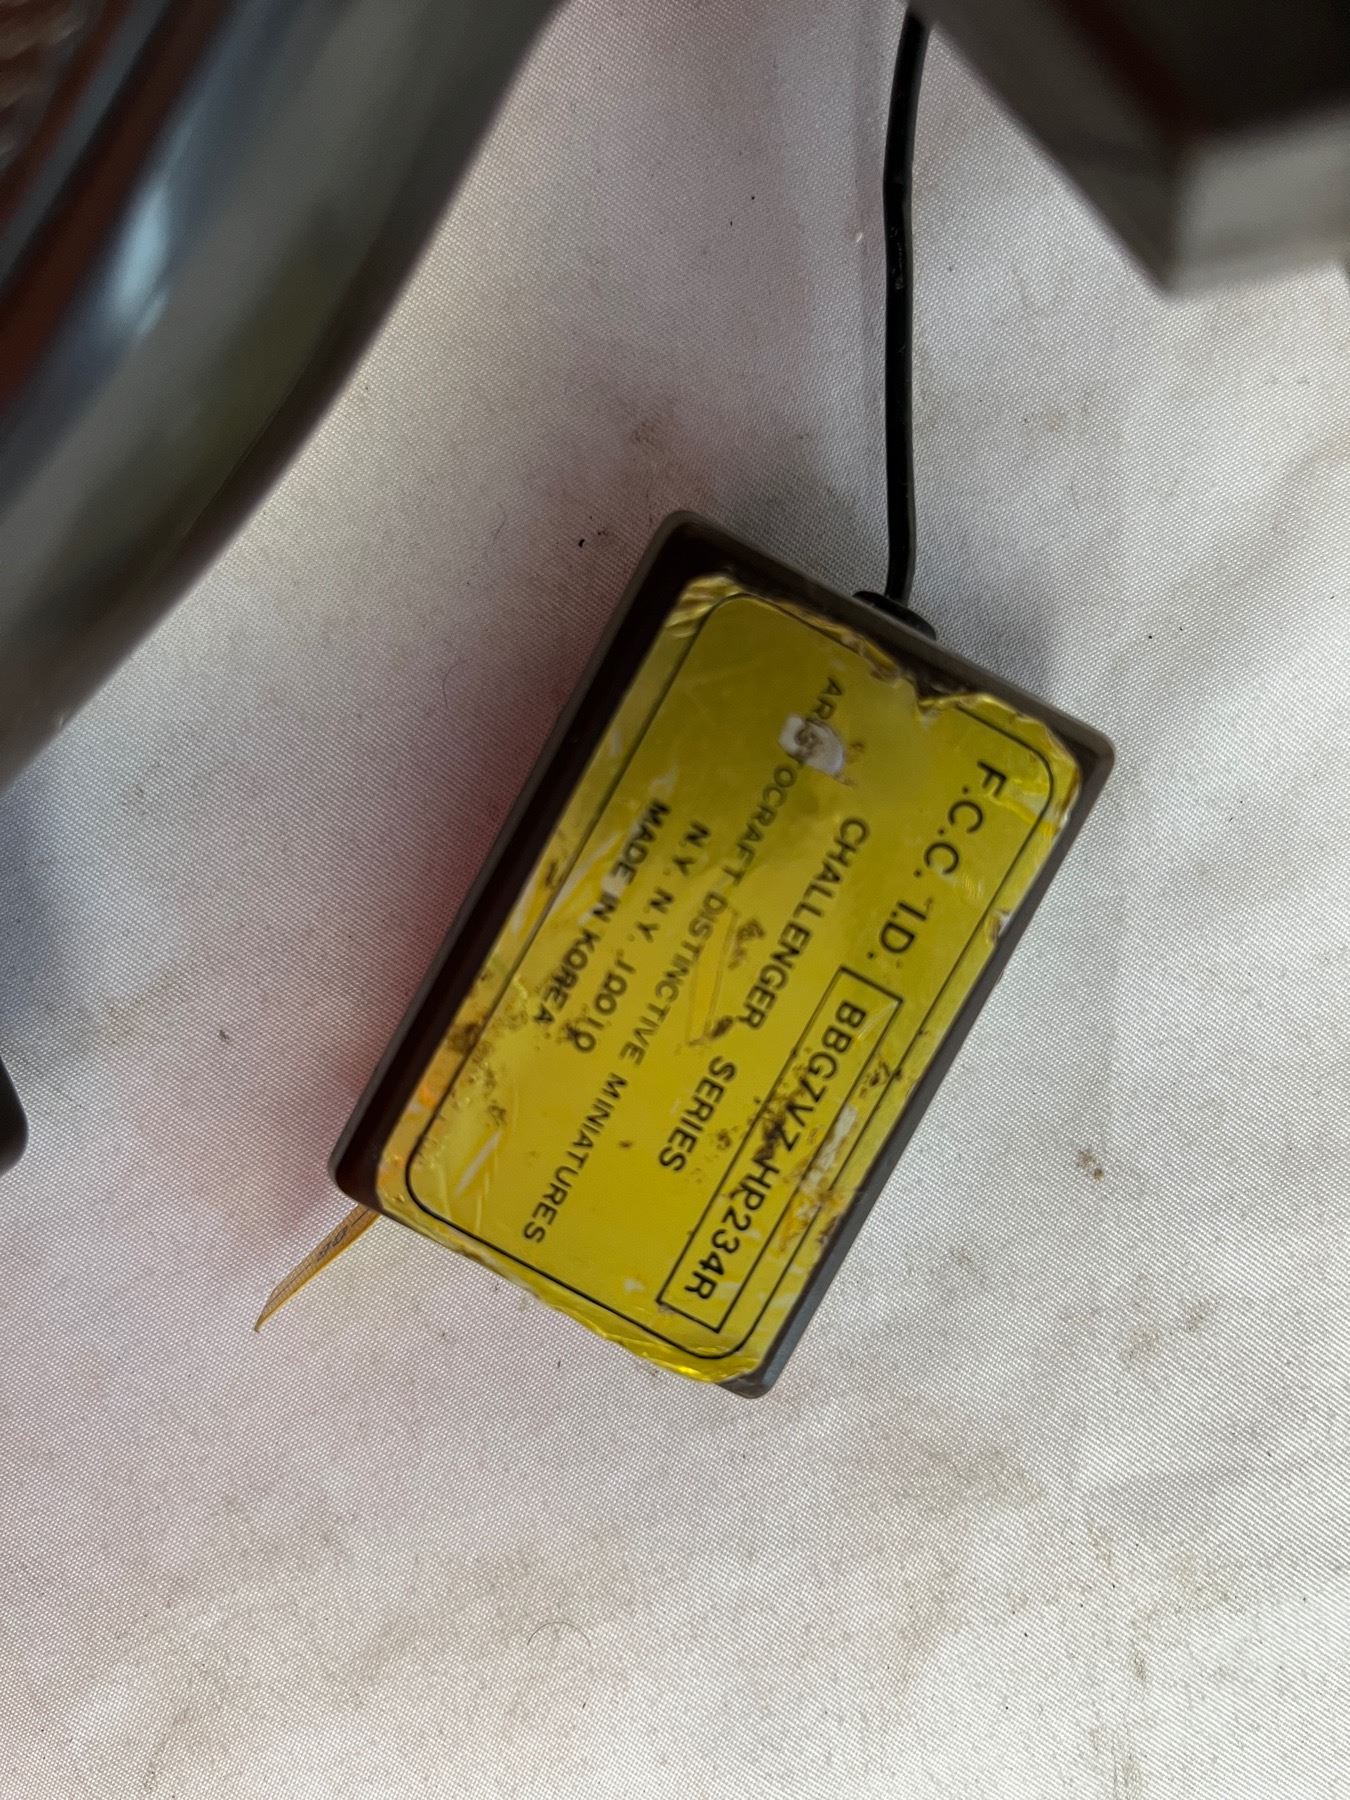 F.C.C. I.D. BBG7VZ HP234R
CHALLENGER SERIES
ARISTOCRAFT DISTINCTIVE MINIATURES
N.Y. N.Y. 10010
MADE IN KOREA